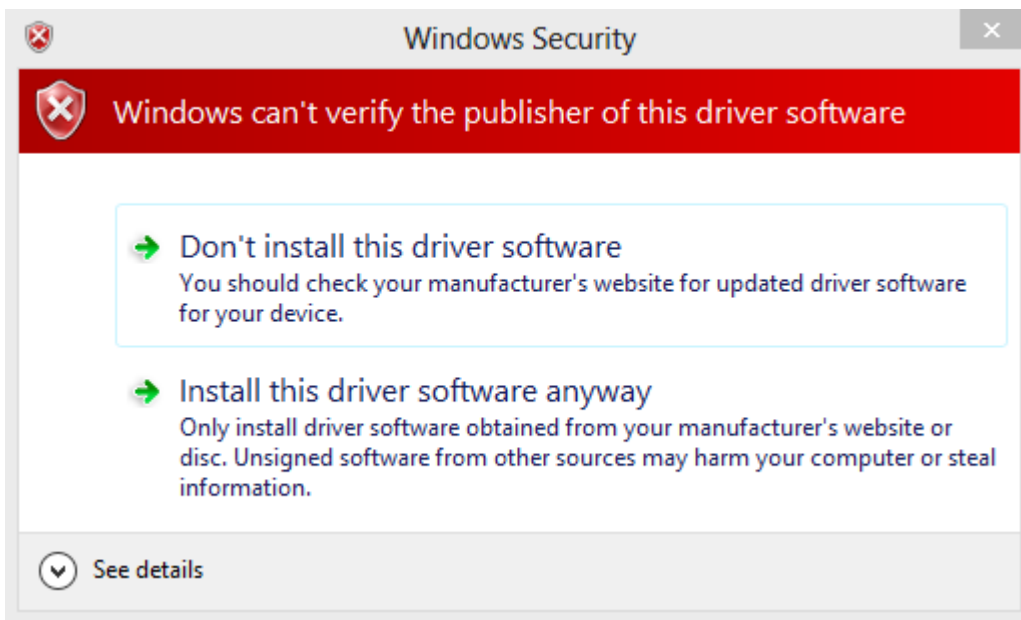 Windows Security
Windows can't verify the publisher of this driver software
Don't install this driver software
You should check your manufacturer's website for updated driver software
for your device.
Install this driver software anyway
Only install driver software obtained from your manufacturer's website or
disc. Unsigned software from other sources may harm your computer or steal
information.
See details